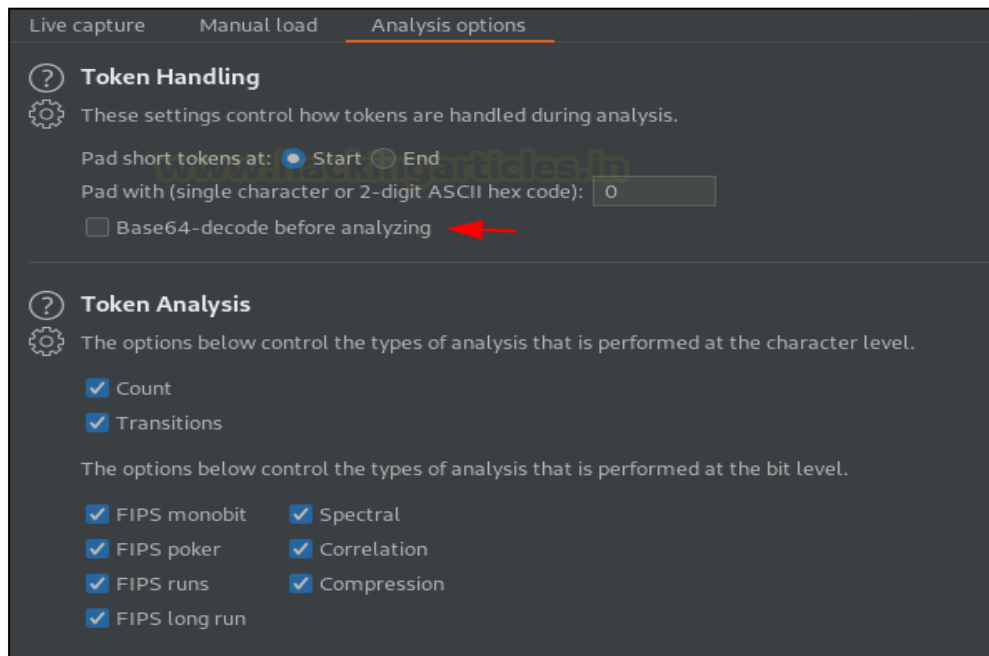 Live capture Manual load Analysis options
? Token Handling
These settings control how tokens are handled during analysis.
Pad short tokens at: Start End
www.hackingarticles.in
Pad with (single character or 2-digit ASCII hex code): 0
Base64-decode before analyzing
? Token Analysis
The options below control the types of analysis that is performed at the character level.
Count
Transitions
The options below control the types of analysis that is performed at the bit level.
FIPS monobit Spectral
FIPS poker Correlation
FIPS runs Compression
FIPS long run